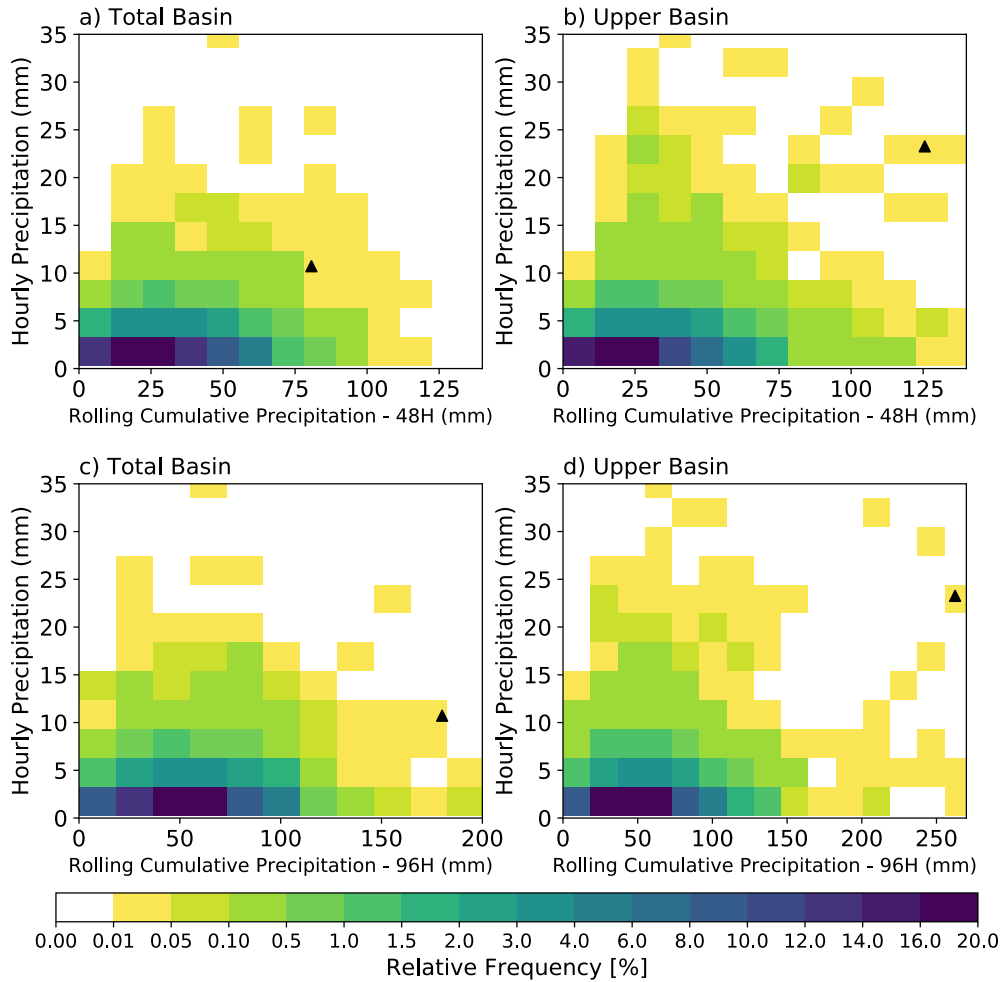 a) Total Basin
b) Upper Basin
Hourly Precipitation (mm)
35
30
25
20
15
10
5
0
0 25 50 75 100 125
Rolling Cumulative Precipitation - 48H (mm)
Hourly Precipitation (mm)
35
30
25
20
15
10
5
0
0 25 50 75 100 125
Rolling Cumulative Precipitation - 48H (mm)
c) Total Basin
d) Upper Basin
Hourly Precipitation (mm)
35
30
25
20
15
10
5
0
0 50 100 150 200
Rolling Cumulative Precipitation - 96H (mm)
Hourly Precipitation (mm)
35
30
25
20
15
10
5
0
0 50 100 150 200 250
Rolling Cumulative Precipitation - 96H (mm)
0.00 0.01 0.05 0.10 0.5 1.0 1.5 2.0 3.0 4.0 6.0 8.0 10.0 12.0 14.0 16.0 20.0
Relative Frequency [%]